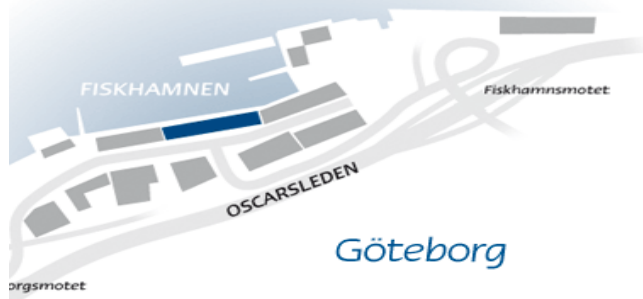 FISKHAMNEN
Fiskhamnsmotet
OSCARSLEDEN
Göteborg
orgsmotet